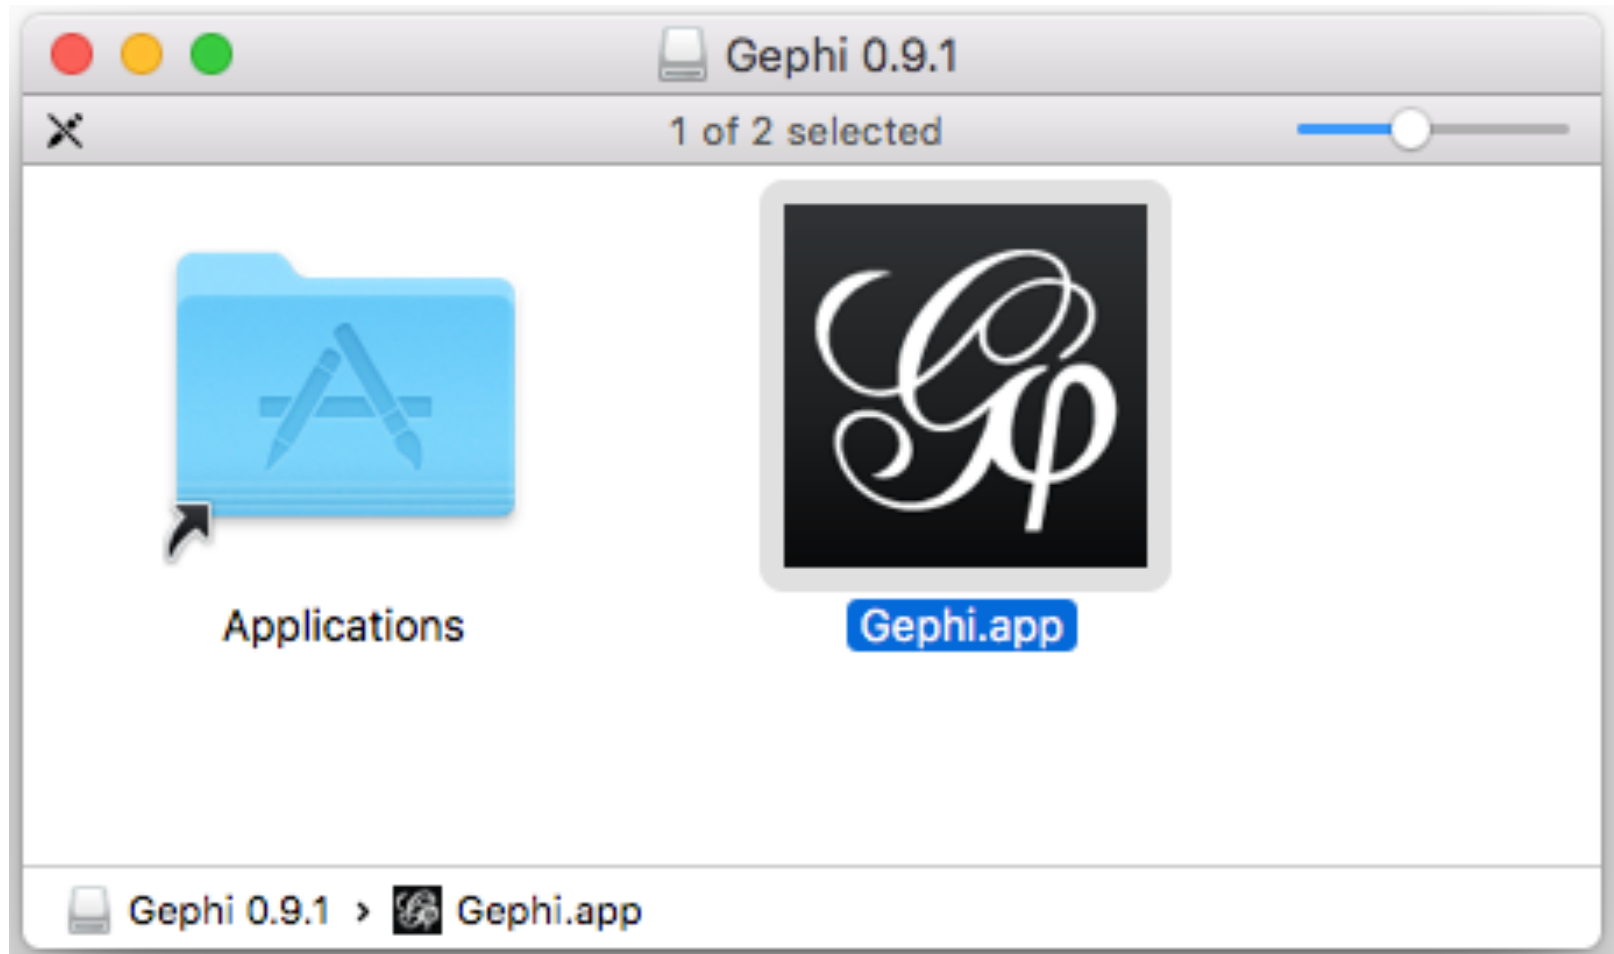 Gephi 0.9.1
1 of 2 selected
Applications
Gephi.app
Gephi 0.9.1 › Gephi.app